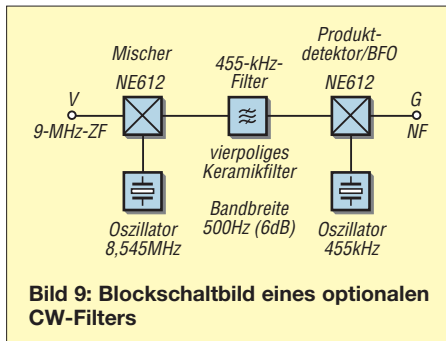 Mischer
NE612
455-kHz-
Filter
Produkt-
detektor/BFO
NE612
V
9-MHz-ZF
G
NF
vierpoliges
Keramikfilter
Bandbreite
500Hz (6dB)
Oszillator
8,545MHz
Oszillator
455kHz
Bild 9: Blockschaltbild eines optionalen
CW-Filters